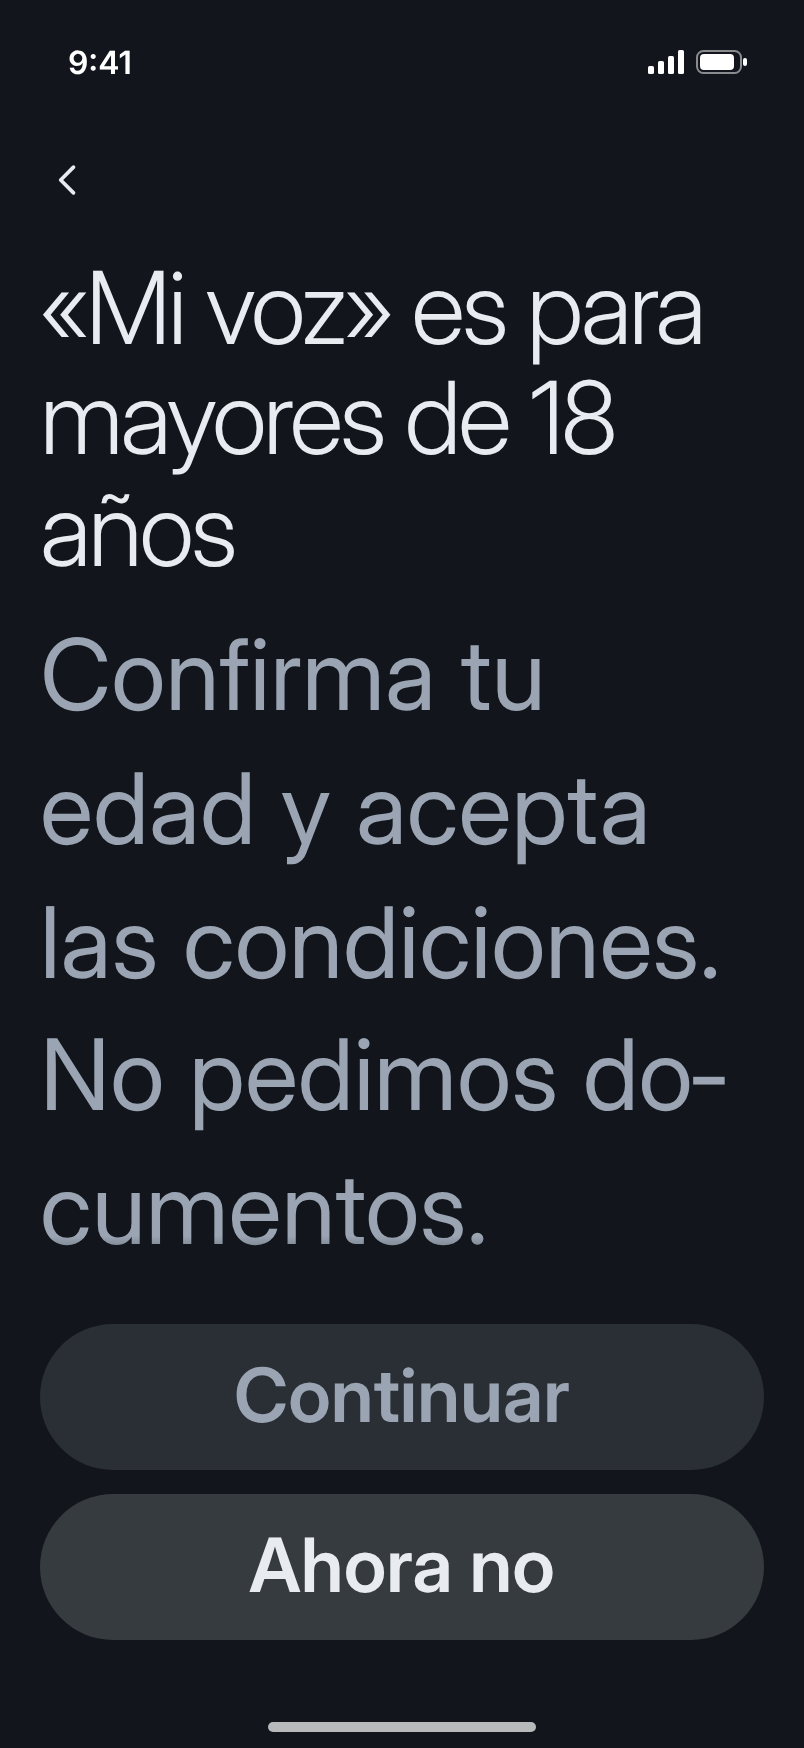 9:41
«Mi voz» es para
mayores de 18
años
Confirma tu
edad y acepta
las condiciones.
No pedimos do-
cumentos.
Continuar
Ahora no